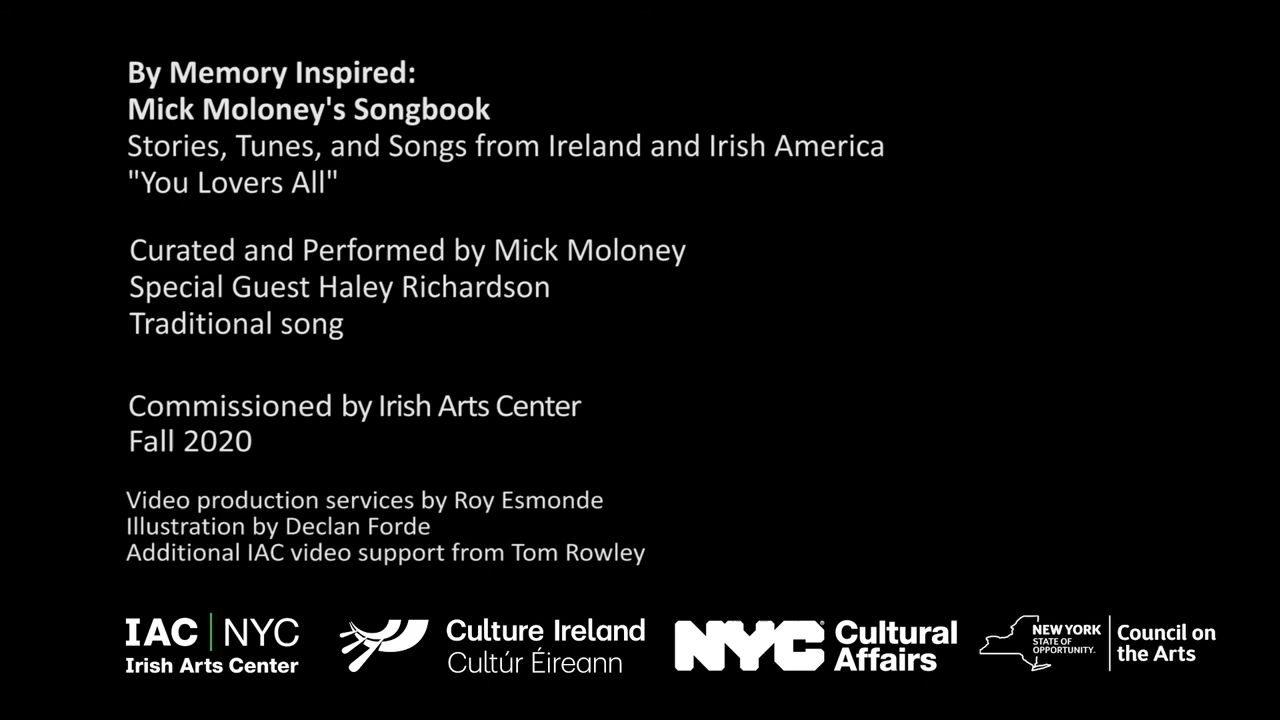 By Memory Inspired:
Mick Moloney's Songbook
Stories, Tunes, and Songs from Ireland and Irish America
"You Lovers All"
Curated and Performed by Mick Moloney
Special Guest Haley Richardson
Traditional song
Commissioned by Irish Arts Center
Fall 2020
Video production services by Roy Esmonde
Illustration by Declan Forde
Additional IAC video support from Tom Rowley
IAC | NYC
Irish Arts Center
Culture Ireland
Cultúr Éireann
NYC® Cultural
Affairs
NEW YORK
STATE OF
OPPORTUNITY.
Council on
the Arts